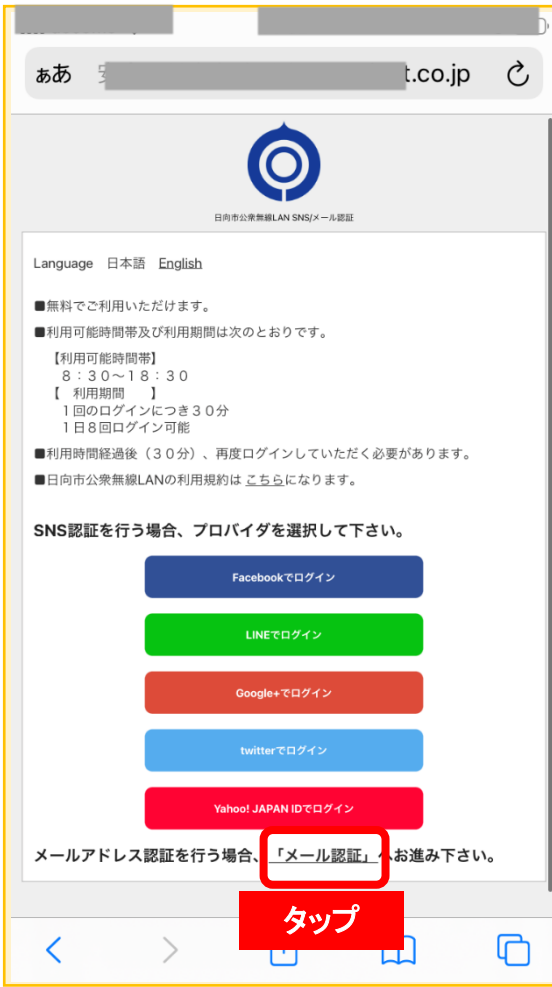 ぁあ
t.co.jp
日向市公衆無線LAN SNS/メール認証
Language 日本語 English
■無料でご利用いただけます。
■利用可能時間帯及び利用期間は次のとおりです。
【利用可能時間帯】
8:30〜18:30
【 利用期間 】
1回のログインにつき30分
1日8回ログイン可能
■利用時間経過後（30分）、再度ログインしていただく必要があります。
■日向市公衆無線LANの利用規約は こちらになります。
SNS認証を行う場合、プロバイダを選択して下さい。
Facebookでログイン
LINEでログイン
Google+でログイン
twitterでログイン
Yahoo! JAPAN IDでログイン
メールアドレス認証を行う場合、「メール認証」へお進み下さい。
タップ